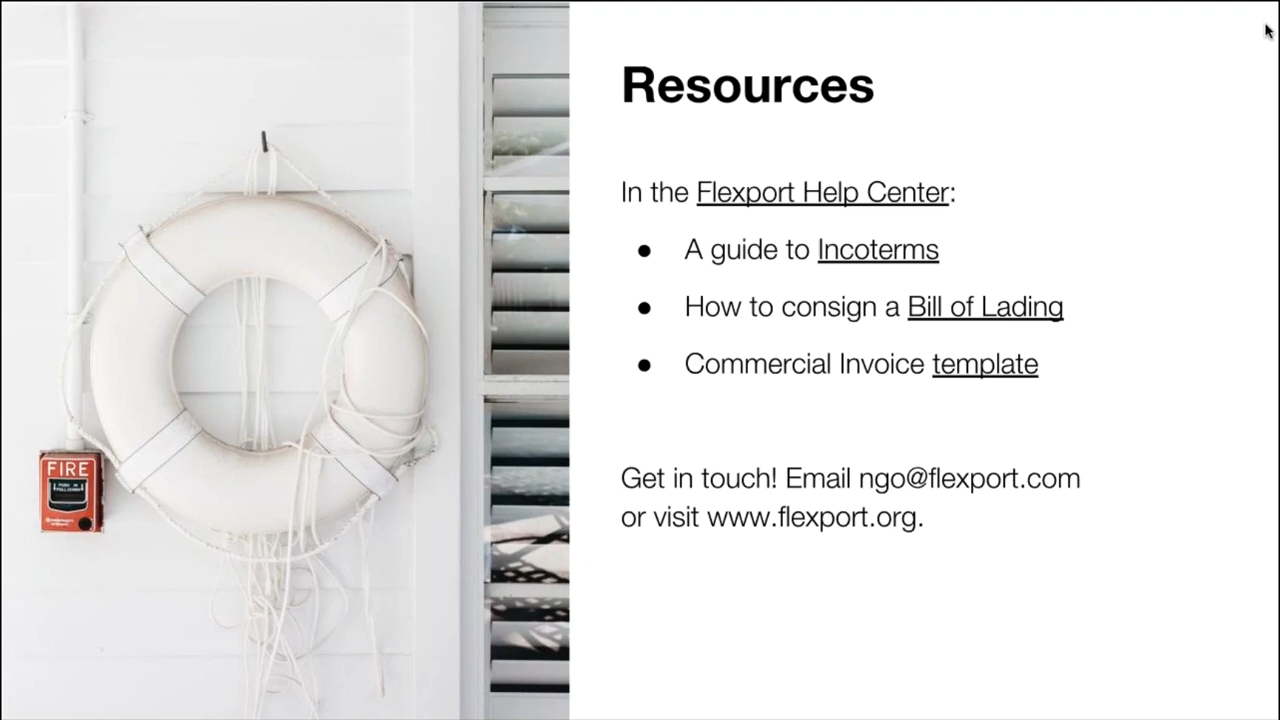 Resources
In the Flexport Help Center:
● A guide to Incoterms
● How to consign a Bill of Lading
● Commercial Invoice template
Get in touch! Email ngo@flexport.com
or visit www.flexport.org.
FIRE